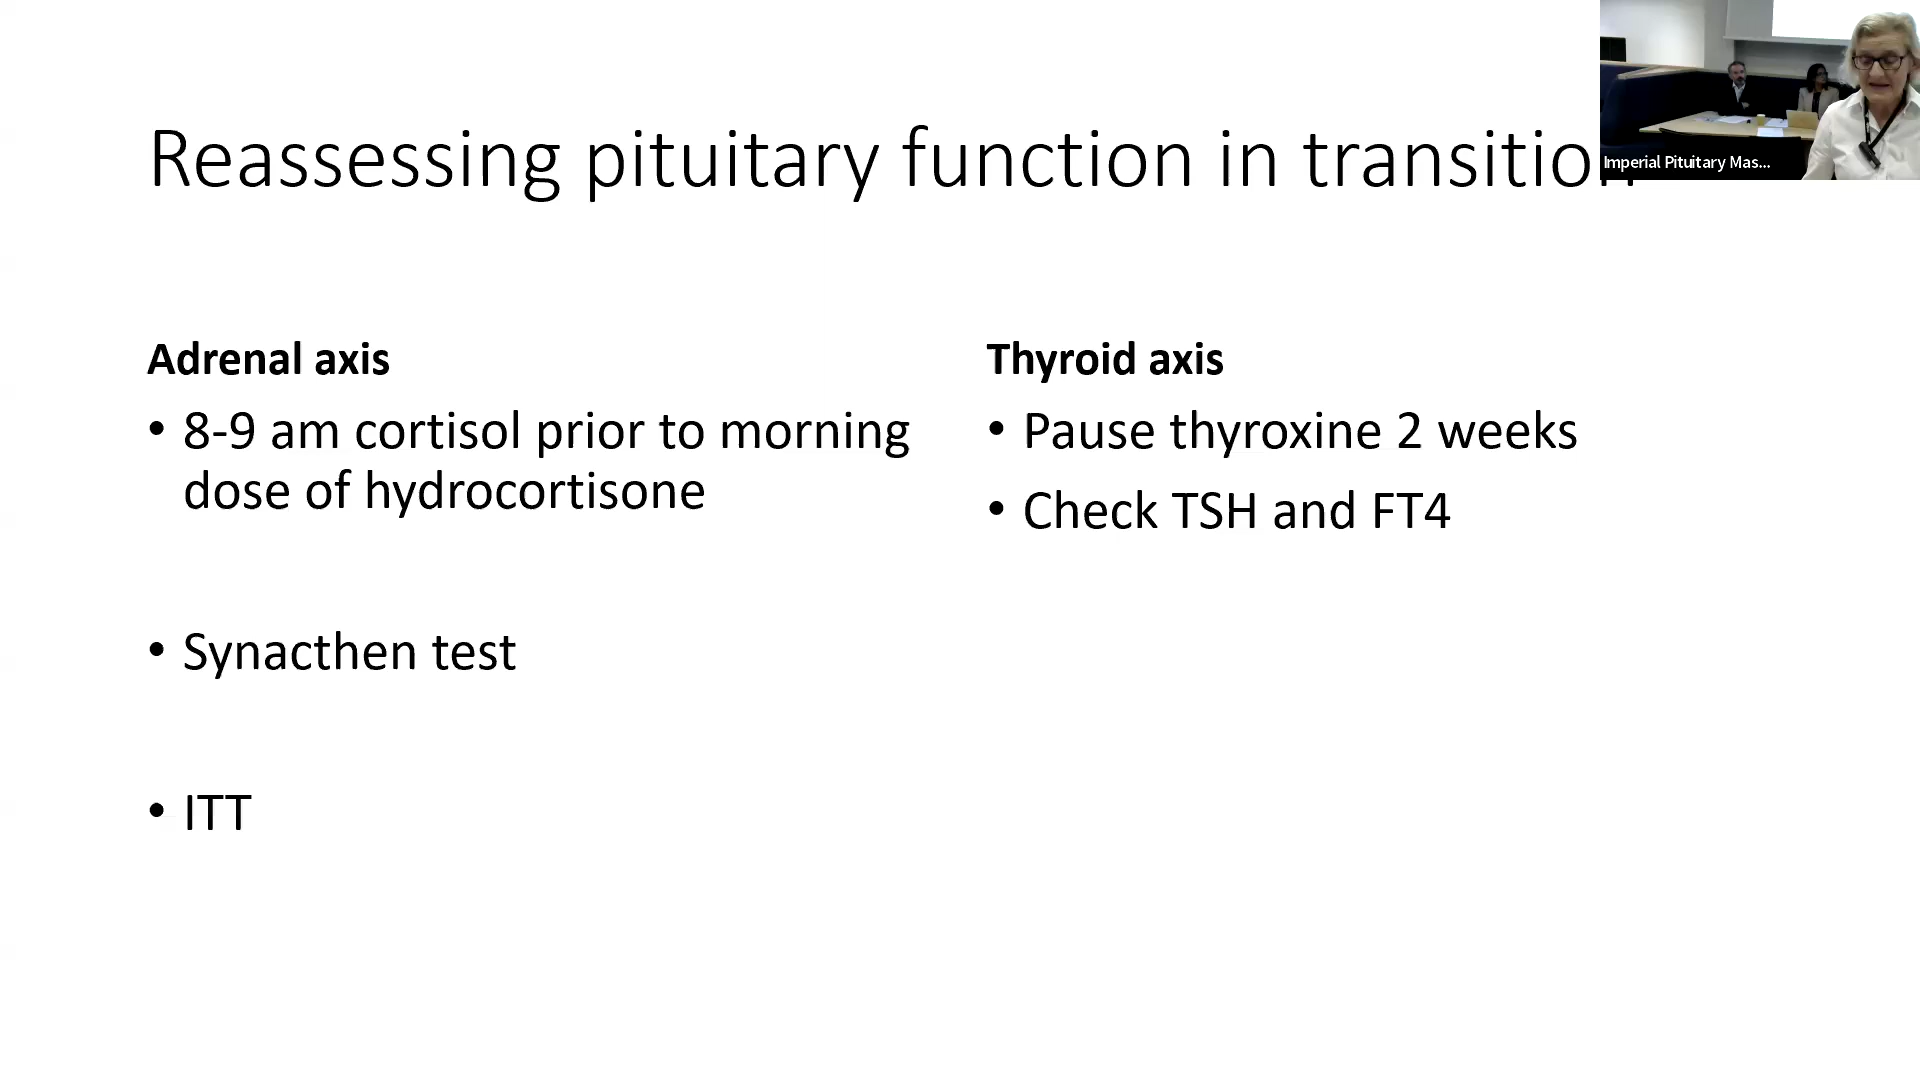 Reassessing pituitary function in transition
Imperial Pituitary Mas...
Adrenal axis
• 8-9 am cortisol prior to morning
dose of hydrocortisone
• Synacthen test
• ITT
Thyroid axis
• Pause thyroxine 2 weeks
• Check TSH and FT4